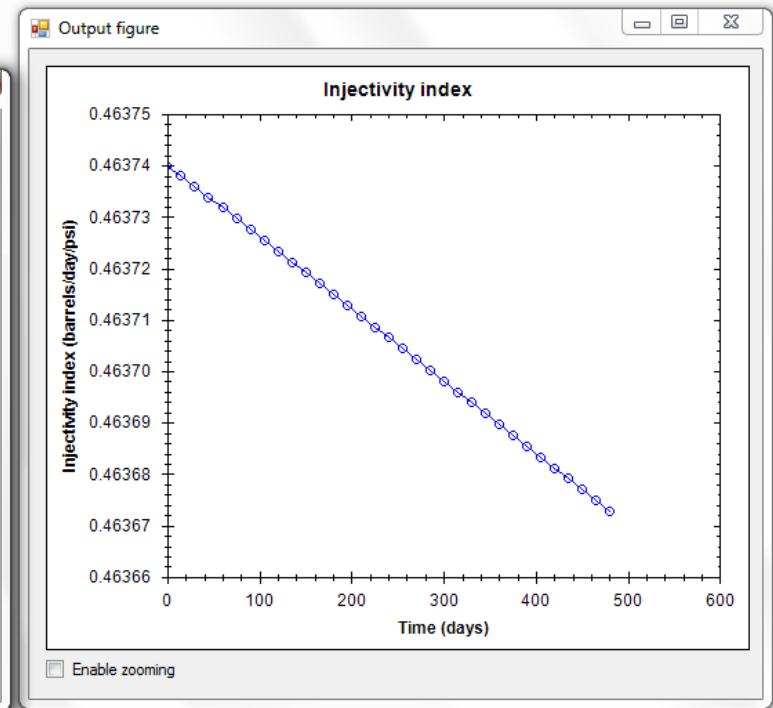 Output figure
Injectivity index
0.46375
0.46374
0.46373
0.46372
0.46371
0.46370
0.46369
0.46368
0.46367
0.46366
Injectivity index (barrels/day/psi)
0 100 200 300 400 500 600
Time (days)
Enable zooming